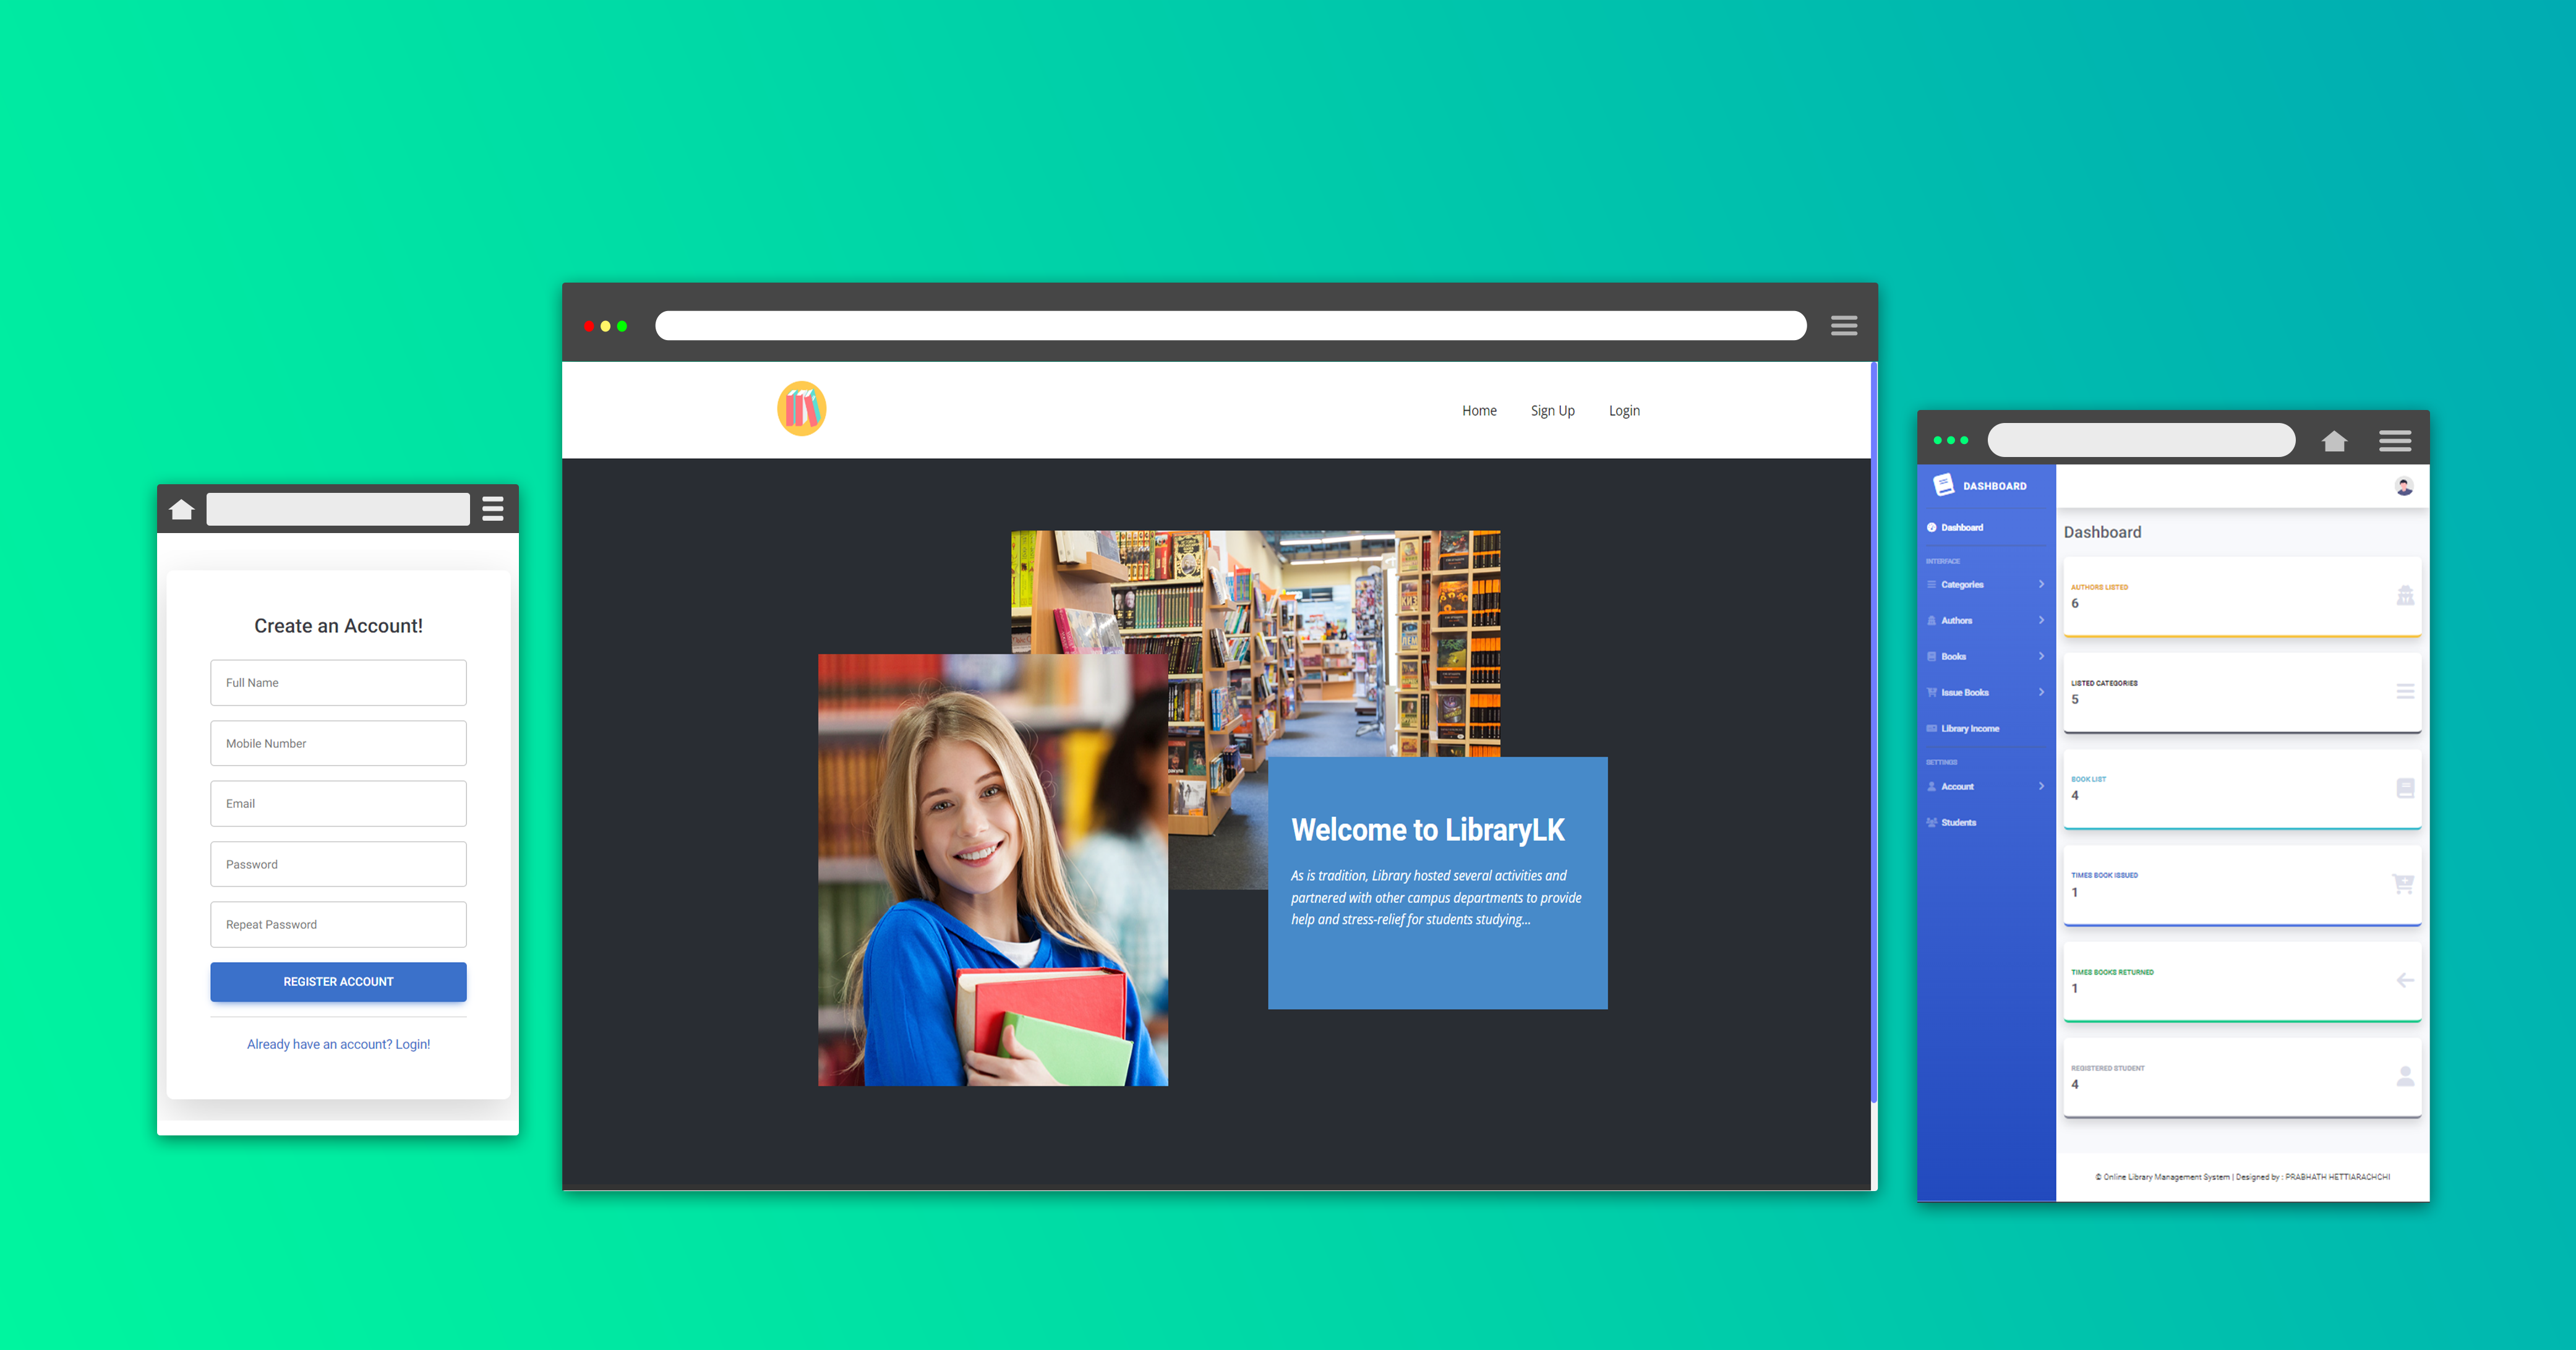 Create an Account!
Full Name
Mobile Number
Email
Password
Repeat Password
REGISTER ACCOUNT
Already have an account? Login!
Home Sign Up Login
Welcome to LibraryLK
As is tradition, Library hosted several activities and
partnered with other campus departments to provide
help and stress-relief for students studying...
DASHBOARD
Dashboard
INTERFACE
Categories
Authors
Books
Issue Books
Library Income
SETTINGS
Account
Students
Dashboard
AUTHORS LISTED
6
LISTED CATEGORIES
5
BOOK LIST
4
TIMES BOOK ISSUED
1
TIMES BOOKS RETURNED
1
REGISTERED STUDENT
4
© Online Library Management System | Designed by : PRABHATH HETTIARACHCHI